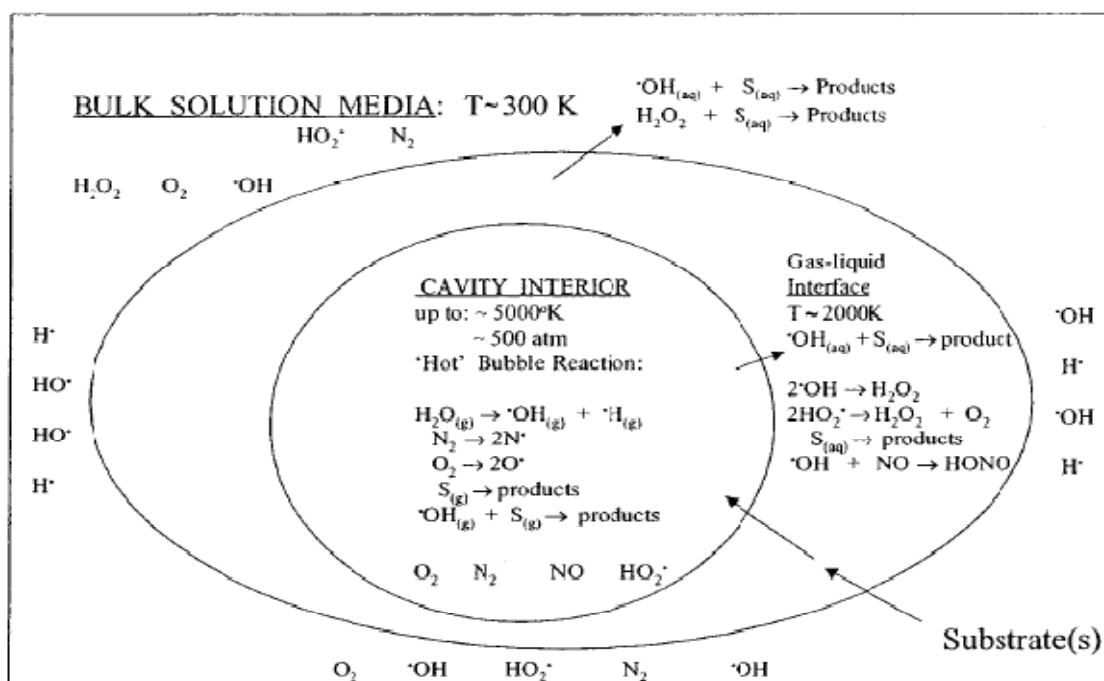 BULK SOLUTION MEDIA: T~300 K
•OH(aq) + S(aq) → Products
H₂O₂ + S(aq) → Products
HO₂• N₂
H₂O₂ O₂ •OH
CAVITY INTERIOR
up to: ~ 5000°K
~ 500 atm
'Hot' Bubble Reaction:
H₂O(g) → •OH(g) + •H(g)
N₂ → 2N•
O₂ → 2O•
S(g) → products
•OH(g) + S(g) → products
O₂ N₂ NO HO₂•
Gas-liquid
Interface
T~2000K
•OH(aq) + S(aq) → product
2•OH → H₂O₂
2HO₂• → H₂O₂ + O₂
S(aq) → products
•OH + NO → HONO
H•
HO•
HO•
H•
•OH
H•
•OH
H•
Substrate(s)
O₂ •OH HO₂• N₂ •OH